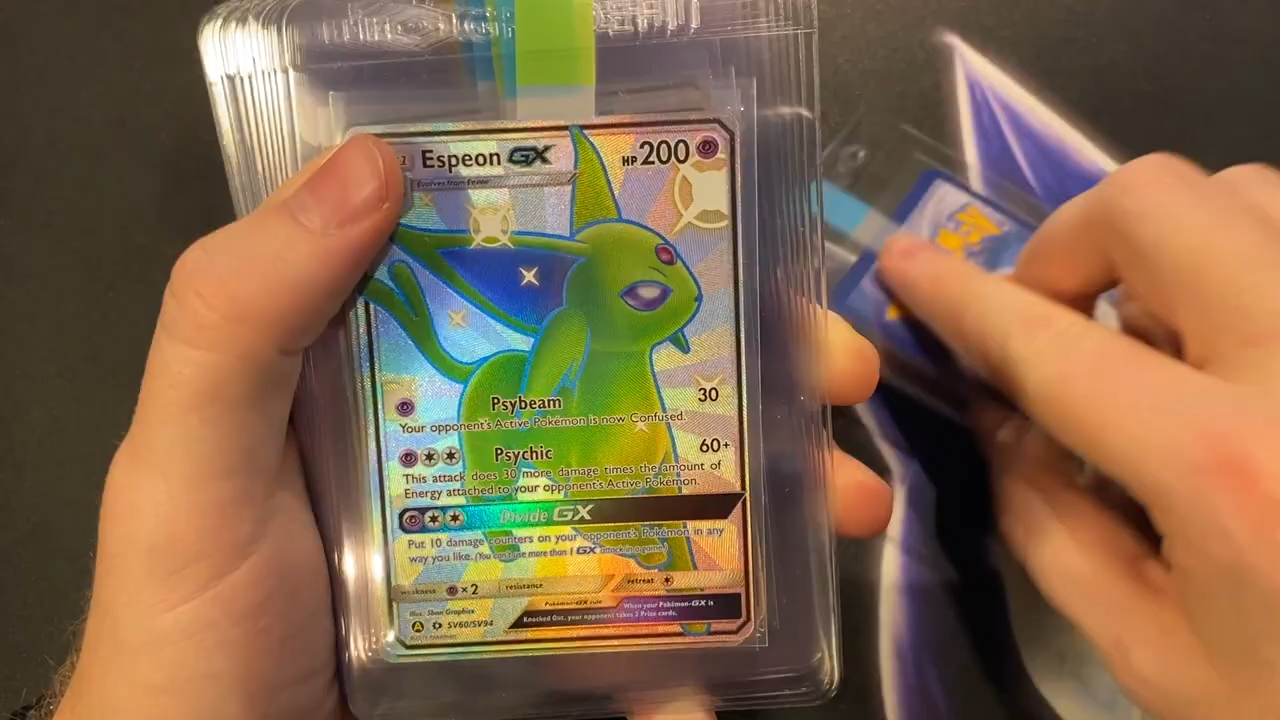 Espeon GX HP 200
Evolves from Eevee
Psybeam 30
Your opponent's Active Pokémon is now Confused.
Psychic 60+
This attack does 30 more damage times the amount of
Energy attached to your opponent's Active Pokémon.
Divide GX
Put 10 damage counters on your opponent's Pokémon in any
way you like. (You can't use more than 1 GX attack in a game.)
weakness ×2 resistance retreat
Pokémon-GX rule When your Pokémon-GX is
Knocked Out, your opponent takes 2 Prize cards.
Illus. 5ban Graphics
A SV60/SV94